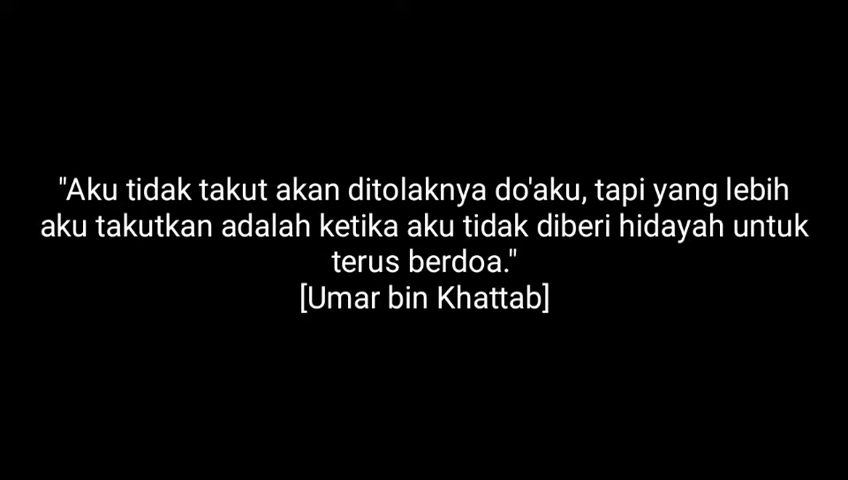 "Aku tidak takut akan ditolaknya do'aku, tapi yang lebih
aku takutkan adalah ketika aku tidak diberi hidayah untuk
terus berdoa."
[Umar bin Khattab]